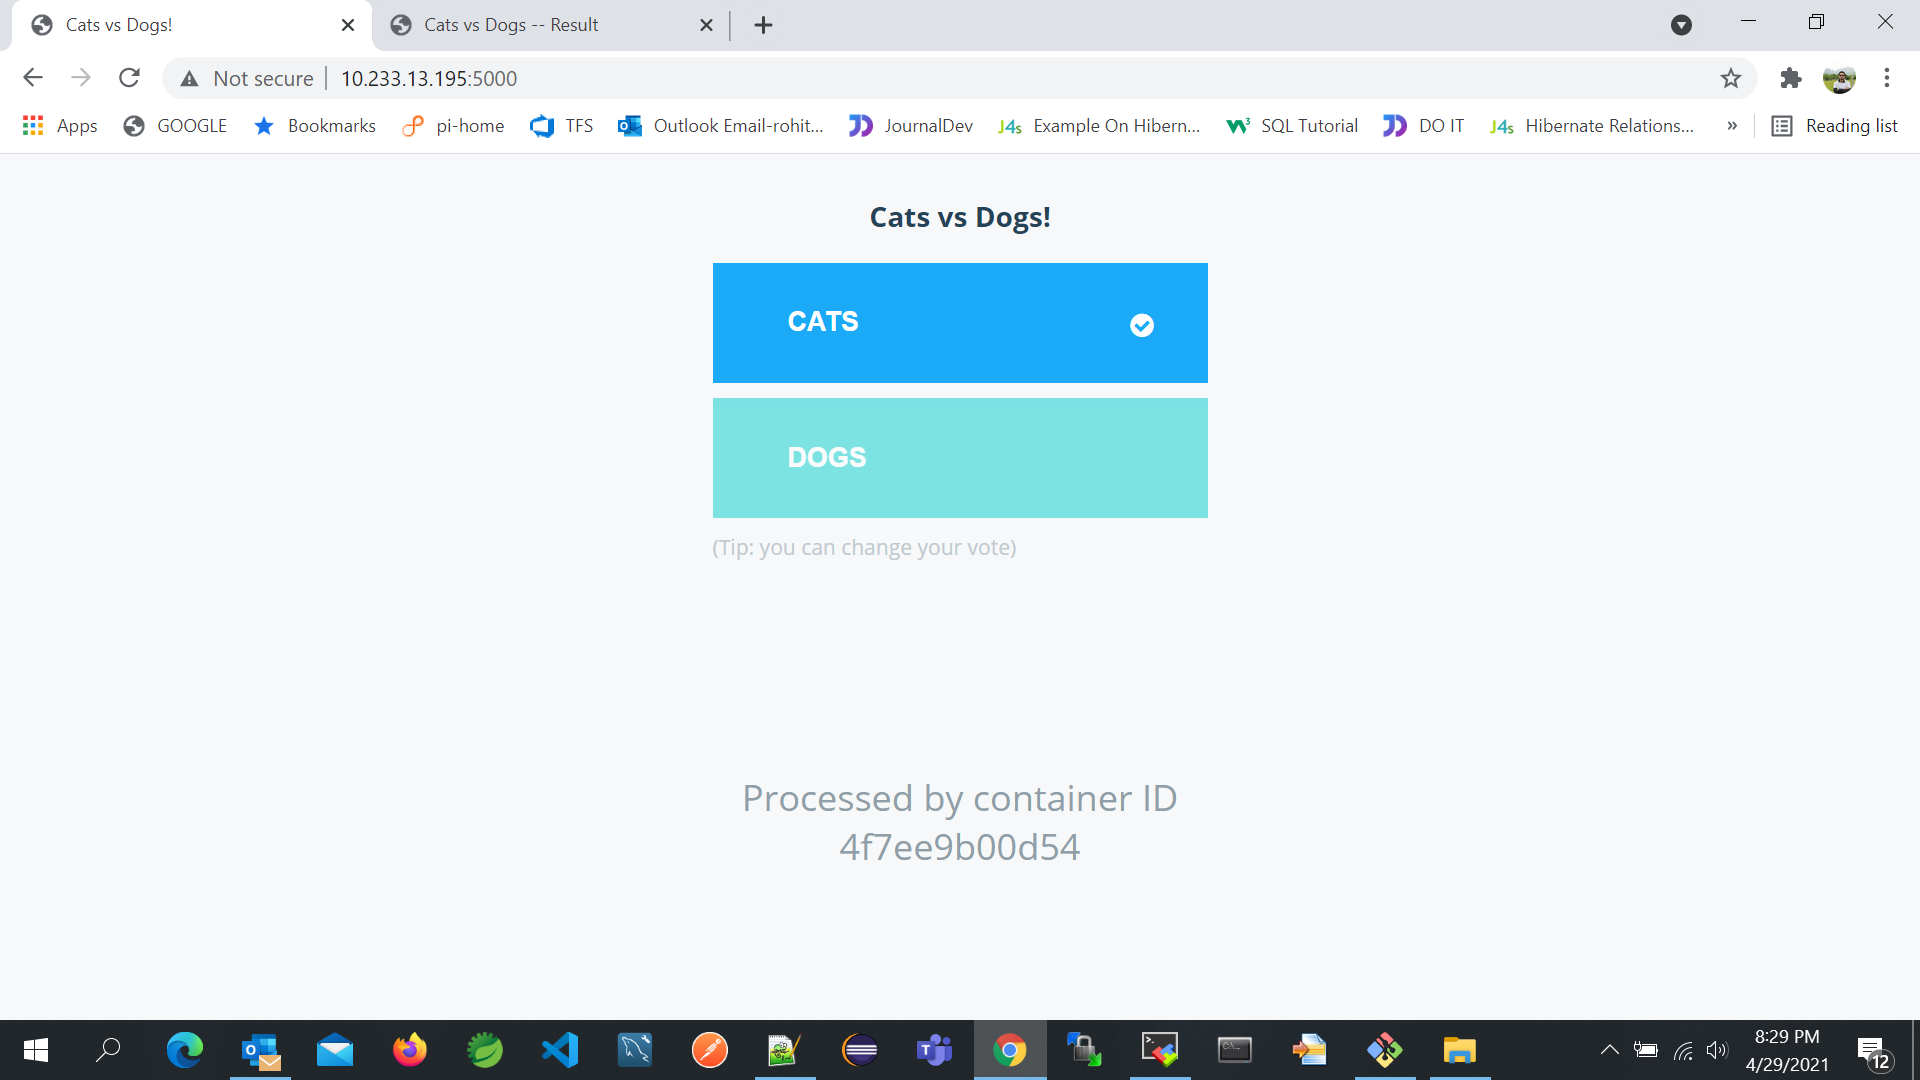 Cats vs Dogs!
Cats vs Dogs -- Result
Not secure
10.233.13.195:5000
Apps
GOOGLE
Bookmarks
pi-home
TFS
Outlook Email-rohit...
JournalDev
J4s
Example On Hibern...
W3
SQL Tutorial
DO IT
J4s
Hibernate Relations...
»
Reading list
Cats vs Dogs!
CATS
DOGS
(Tip: you can change your vote)
Processed by container ID
4f7ee9b00d54
8:29 PM
4/29/2021
12